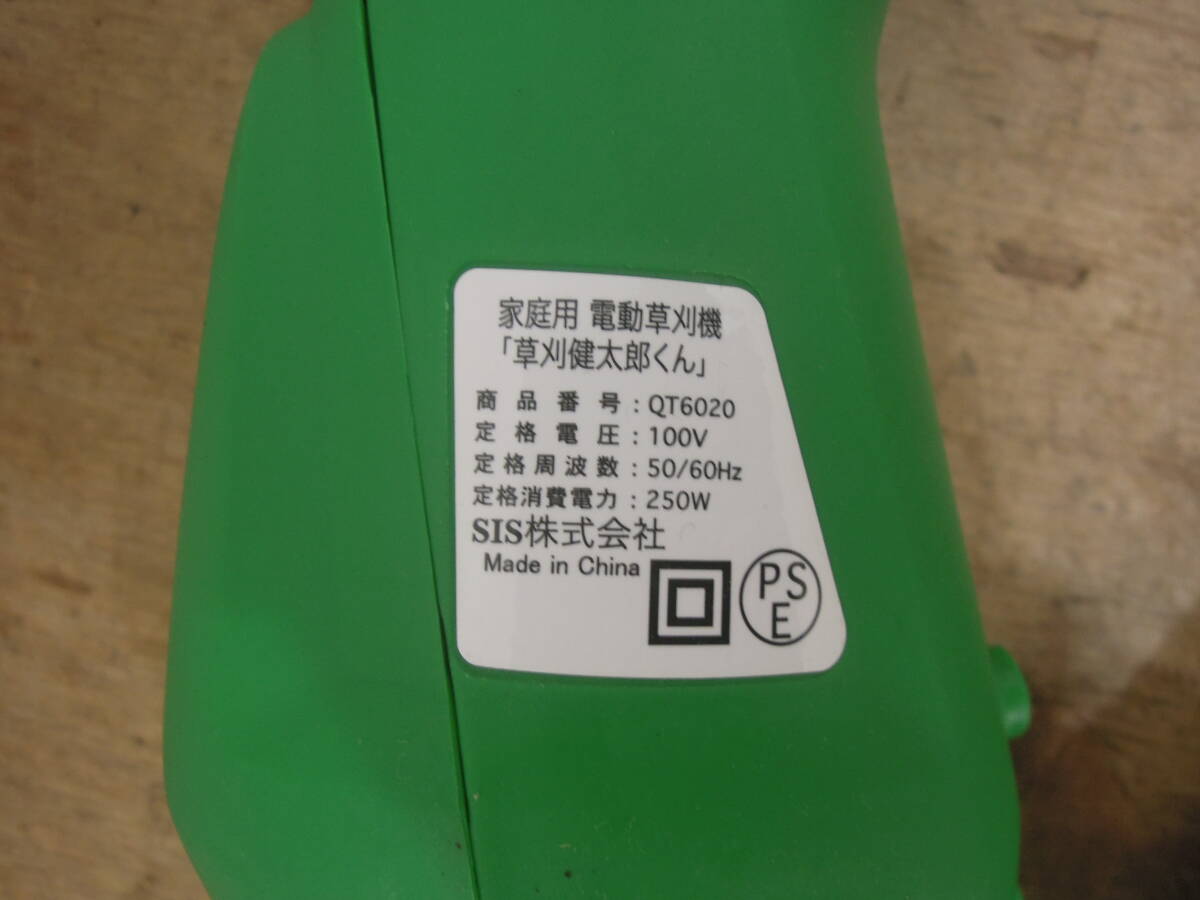 家庭用 電動草刈機
「草刈健太郎くん」
商品番号：QT6020
定格電圧：100V
定格周波数：50/60Hz
定格消費電力：250W
SIS株式会社
Made in China
PS
E